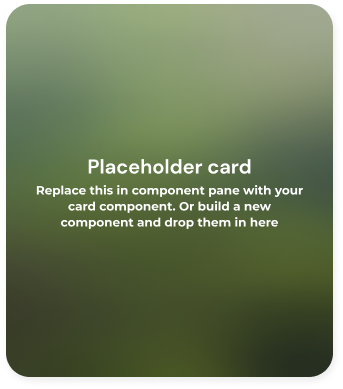 Placeholder card
Replace this in component pane with your
card component. Or build a new
component and drop them in here